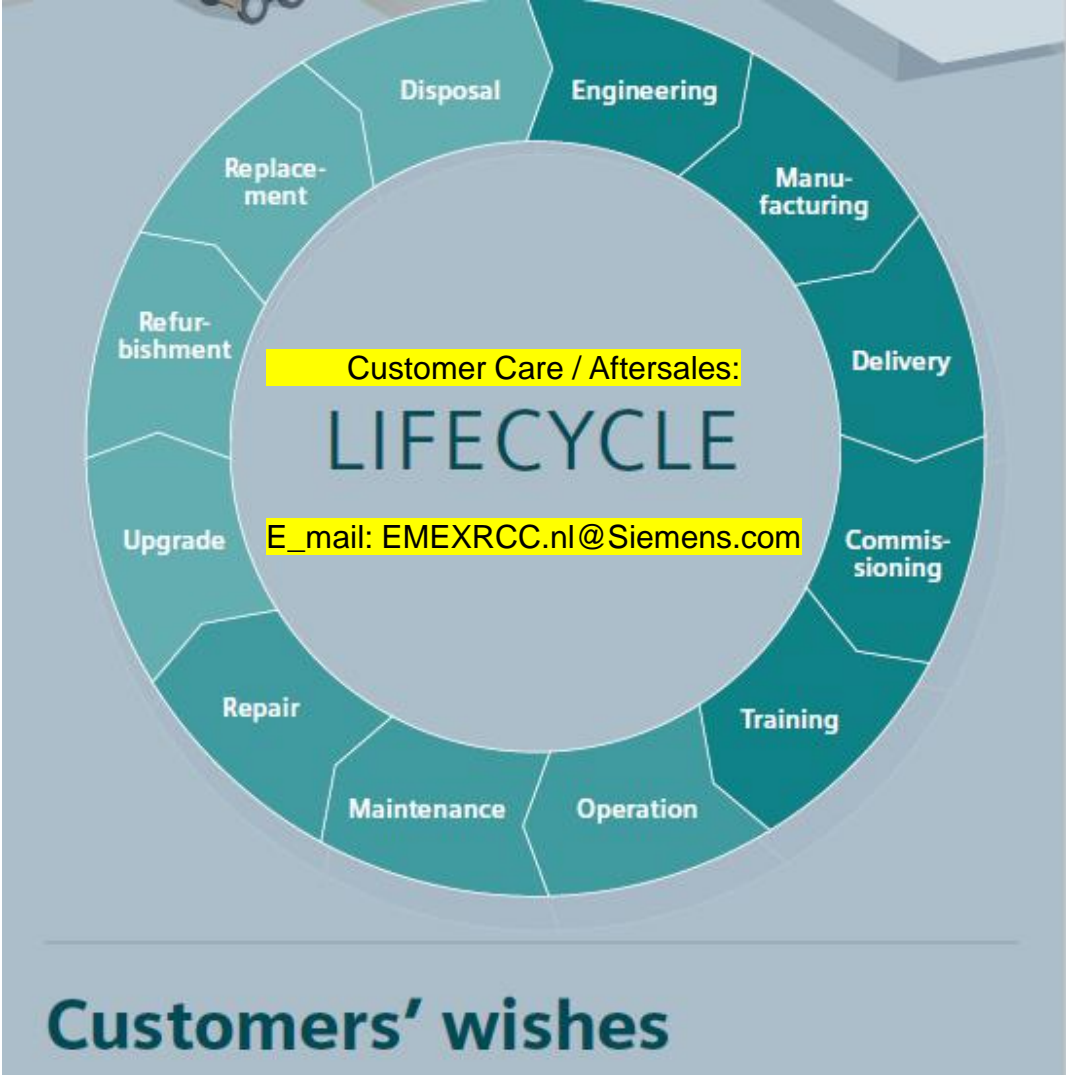 Disposal
Engineering
Replace-
ment
Manu-
facturing
Refur-
bishment
Delivery
Customer Care / Aftersales:
LIFECYCLE
E_mail: EMEXRCC.nl@Siemens.com
Upgrade
Commis-
sioning
Repair
Training
Maintenance
Operation
Customers’ wishes